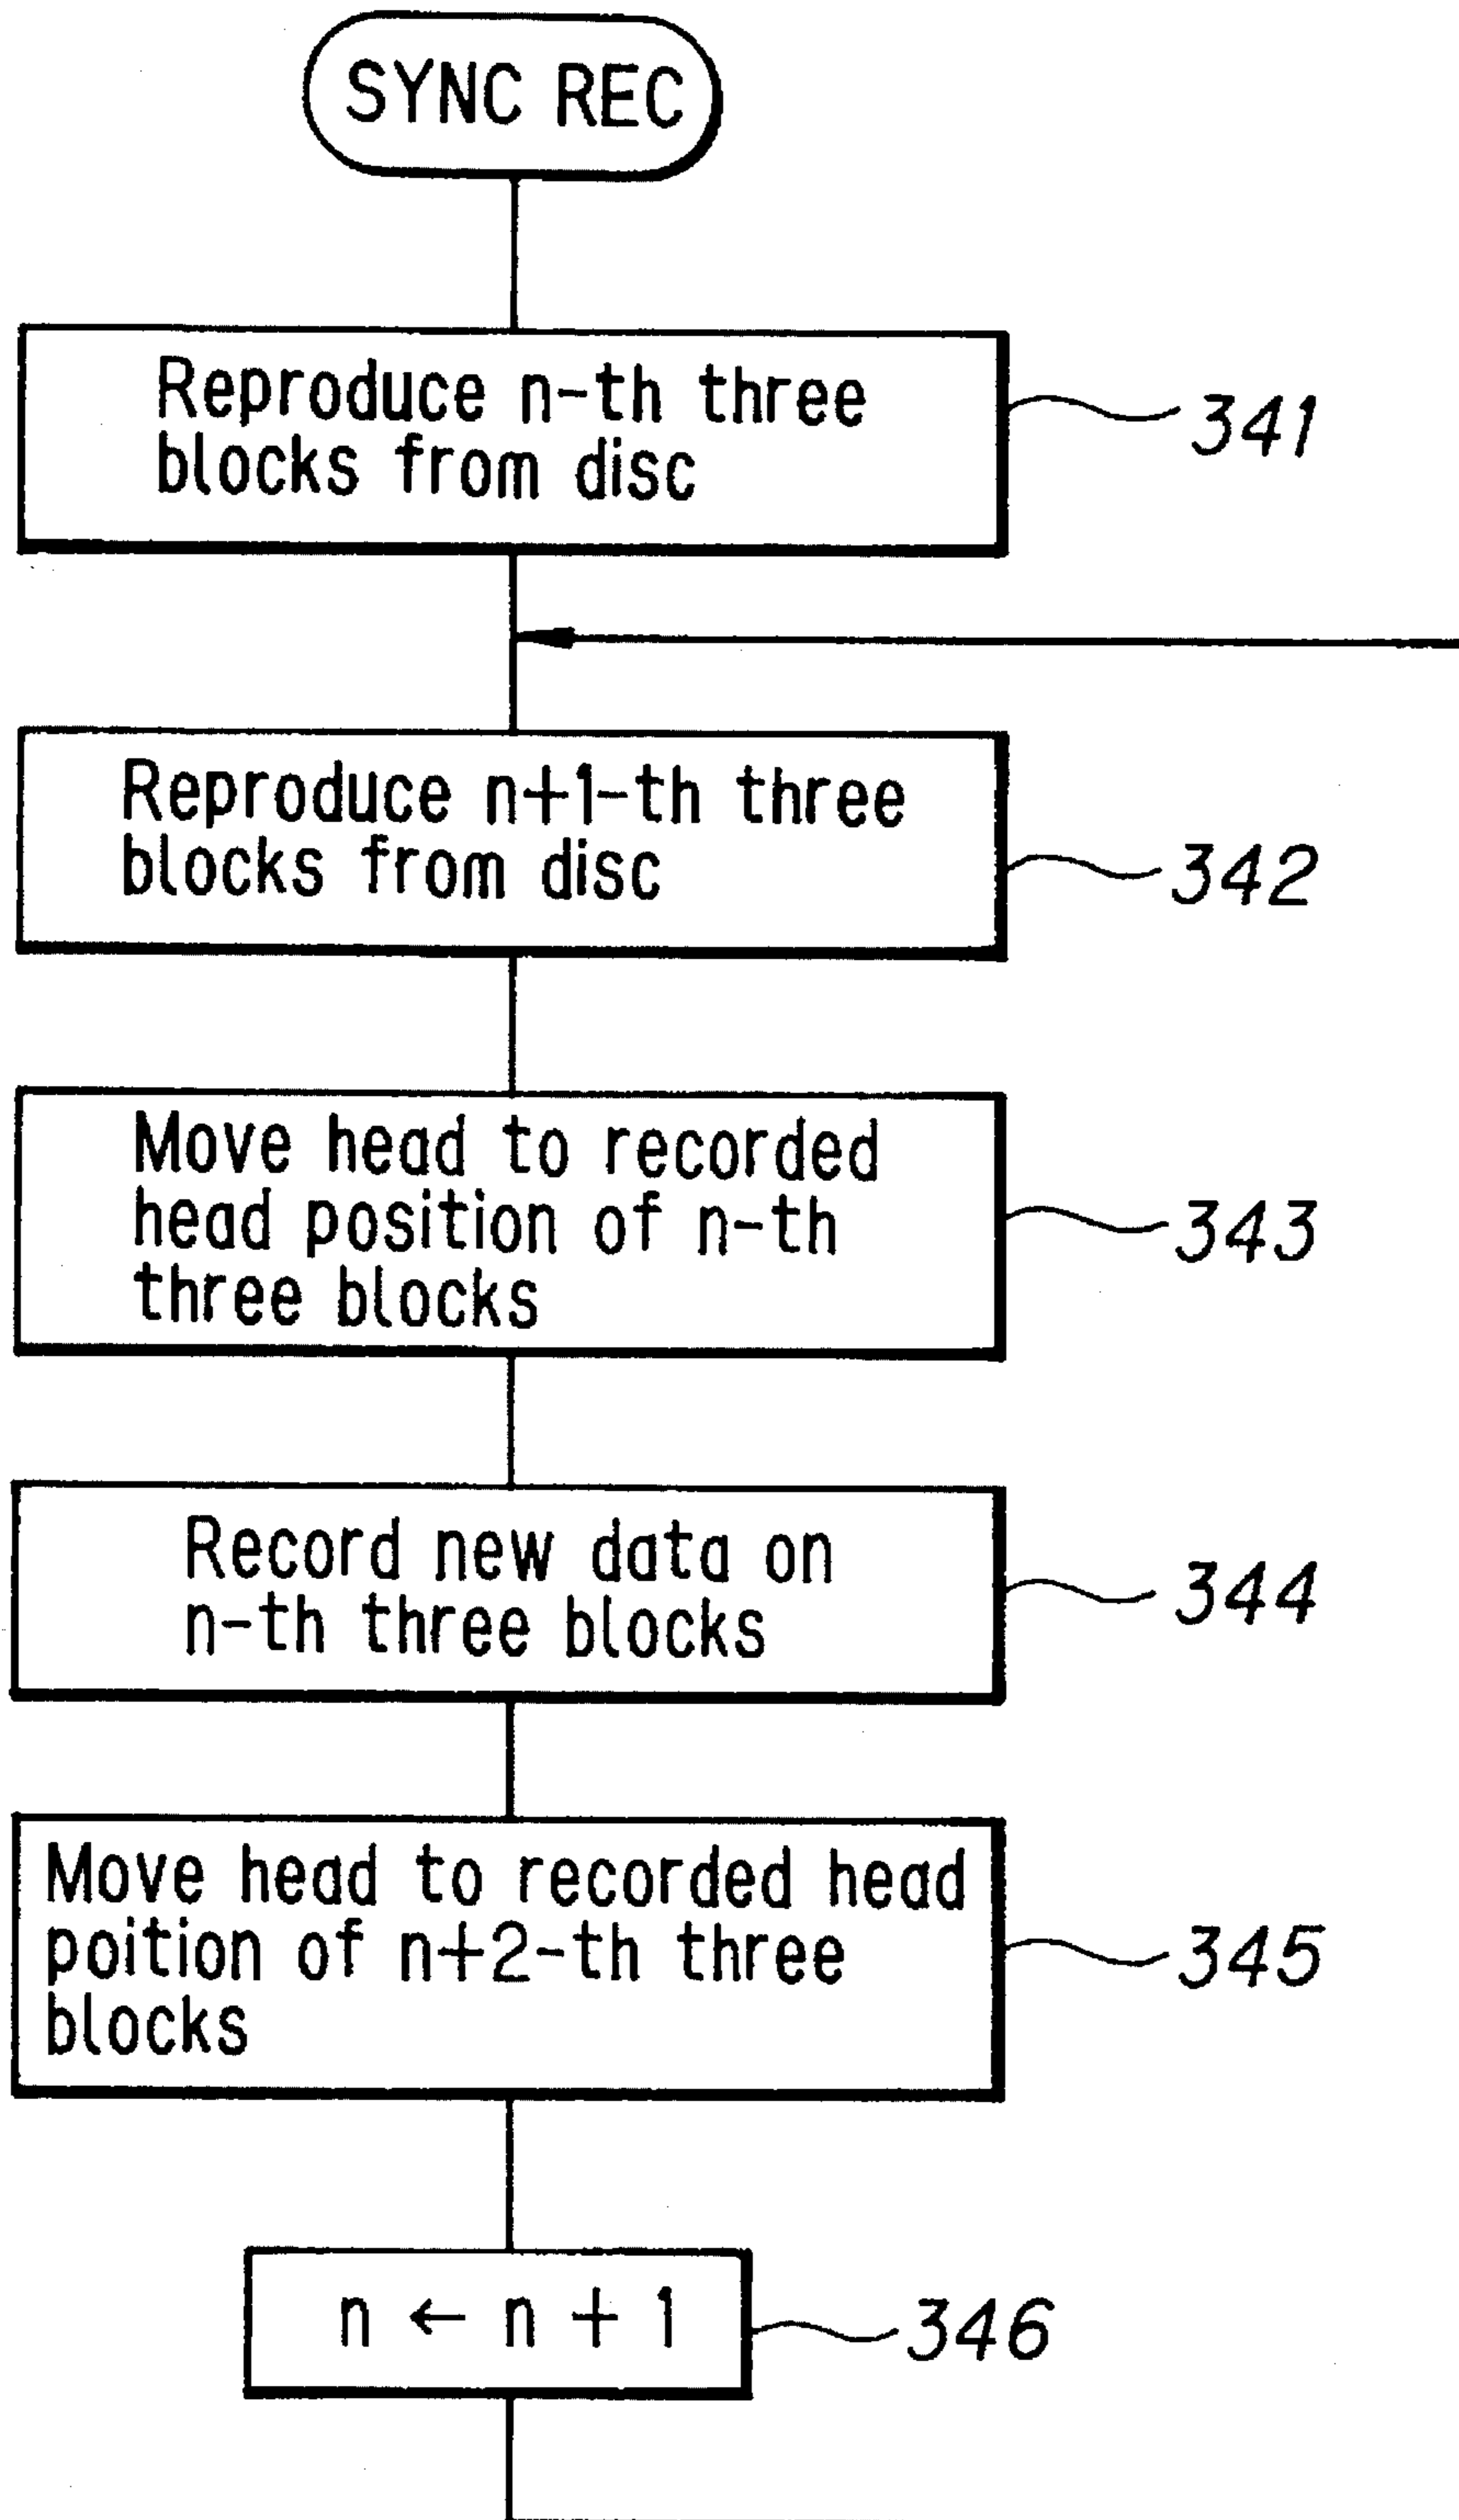 SYNC REC
Reproduce n-th three
blocks from disc
341
Reproduce n+1-th three
blocks from disc
342
Move head to recorded
head position of n-th
three blocks
343
Record new data on
n-th three blocks
344
Move head to recorded head
poition of n+2-th three
blocks
345
n ← n + 1
346